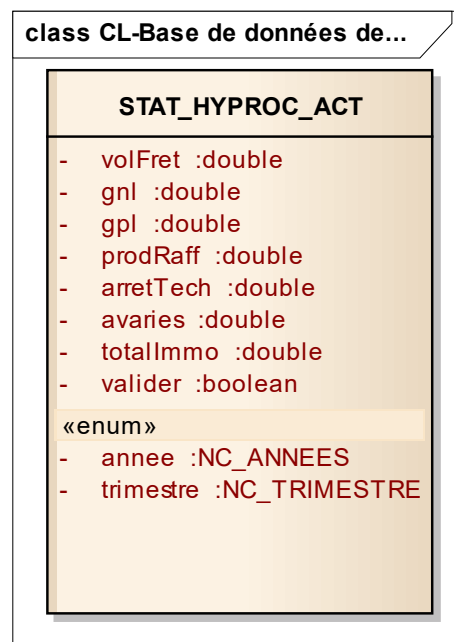 class CL-Base de données de...
STAT_HYPROC_ACT
- volFret :double
- gnl :double
- gpl :double
- prodRaff :double
- arretTech :double
- avaries :double
- totalImmo :double
- valider :boolean
«enum»
- annee :NC_ANNEES
- trimestre :NC_TRIMESTRE